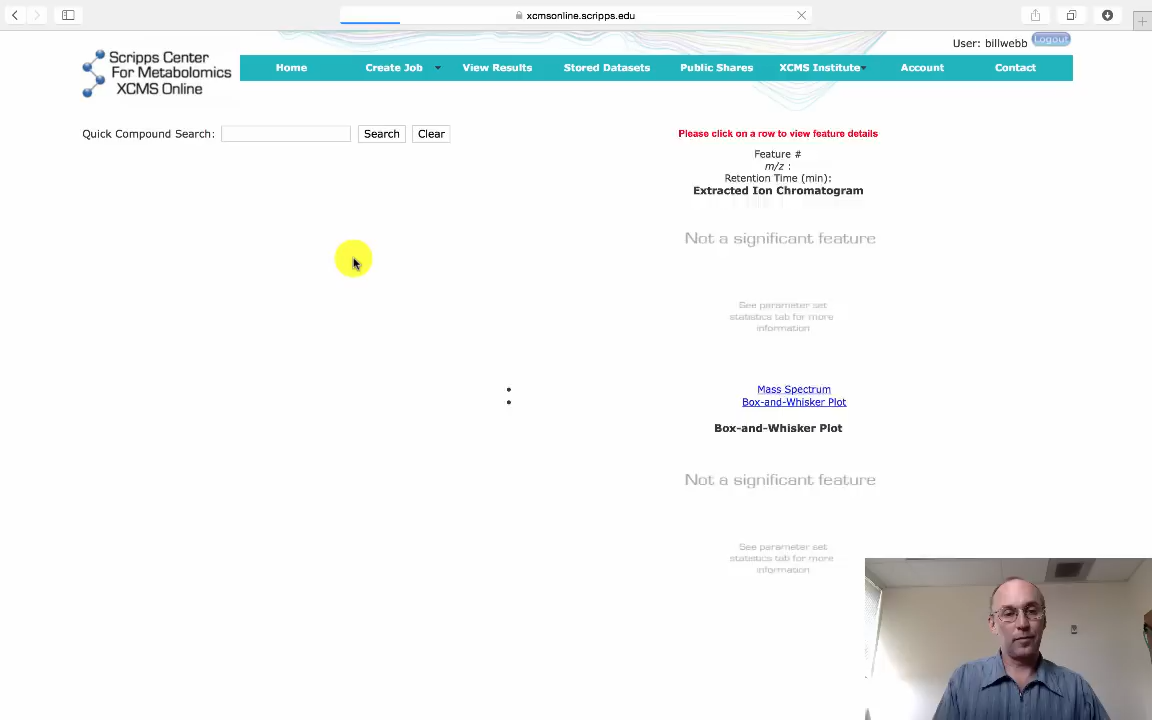 xcmsonline.scripps.edu
User: billwebb Logout
Scripps Center
For Metabolomics
XCMS Online
Home Create Job View Results Stored Datasets Public Shares XCMS Institute Account Contact
Quick Compound Search: Search Clear
Please click on a row to view feature details
Feature #
m/z :
Retention Time (min):
Extracted Ion Chromatogram
Not a significant feature
See parameter set
statistics tab for more
information
Mass Spectrum
Box-and-Whisker Plot
Box-and-Whisker Plot
Not a significant feature
See parameter set
statistics tab for more
information